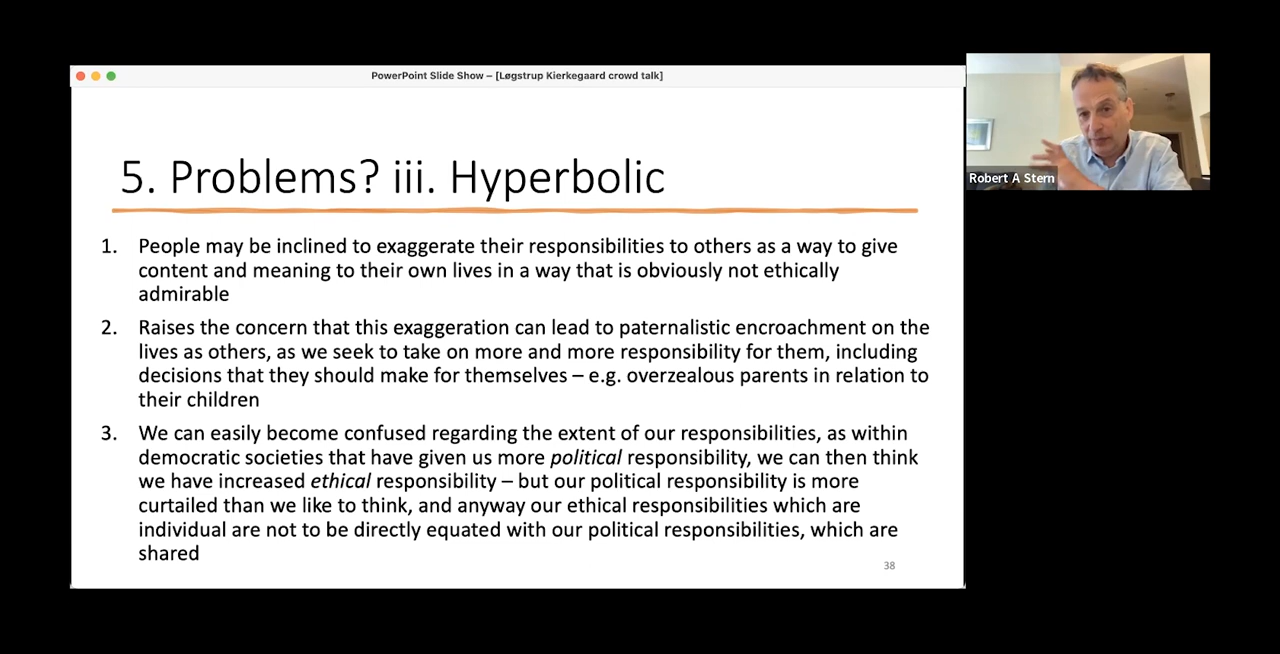 PowerPoint Slide Show – [Løgstrup Kierkegaard crowd talk]
5. Problems? iii. Hyperbolic
1. People may be inclined to exaggerate their responsibilities to others as a way to give
content and meaning to their own lives in a way that is obviously not ethically
admirable
2. Raises the concern that this exaggeration can lead to paternalistic encroachment on the
lives as others, as we seek to take on more and more responsibility for them, including
decisions that they should make for themselves – e.g. overzealous parents in relation to
their children
3. We can easily become confused regarding the extent of our responsibilities, as within
democratic societies that have given us more political responsibility, we can then think
we have increased ethical responsibility – but our political responsibility is more
curtailed than we like to think, and anyway our ethical responsibilities which are
individual are not to be directly equated with our political responsibilities, which are
shared
38
Robert A Stern